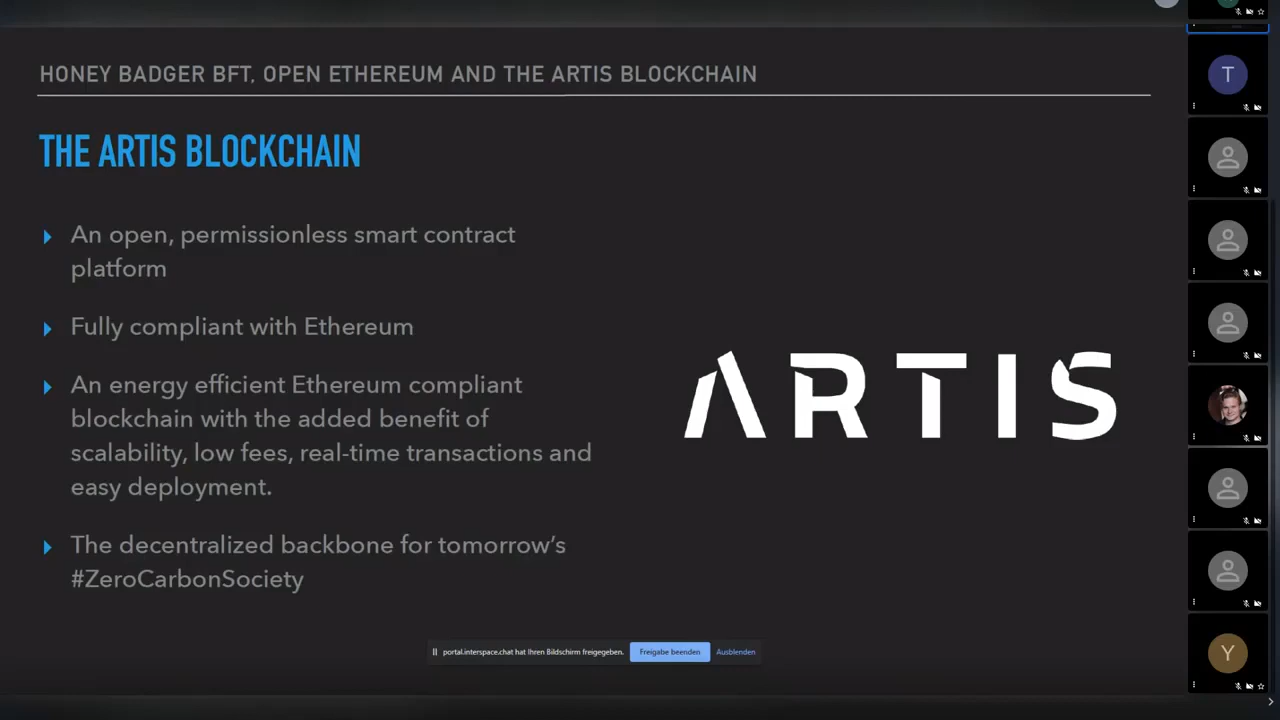 HONEY BADGER BFT, OPEN ETHEREUM AND THE ARTIS BLOCKCHAIN
THE ARTIS BLOCKCHAIN
An open, permissionless smart contract
platform
Fully compliant with Ethereum
An energy efficient Ethereum compliant
blockchain with the added benefit of
scalability, low fees, real-time transactions and
easy deployment.
The decentralized backbone for tomorrow’s
#ZeroCarbonSociety
ARTIS
portal.interspace.chat hat Ihren Bildschirm freigegeben.
Freigabe beenden
Ausblenden
T
Y